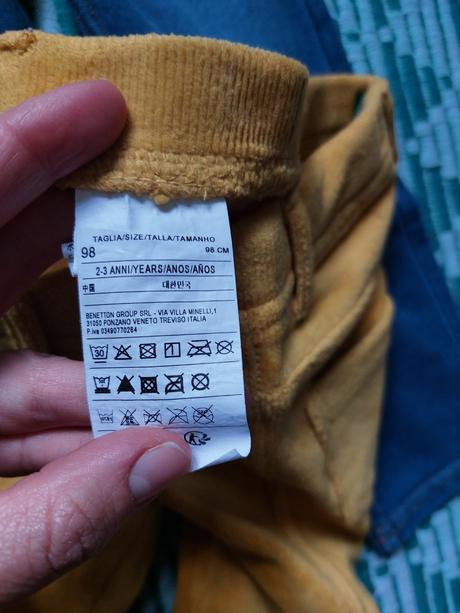 TAGLIA/SIZE/TALLA/TAMANHO
98 98 CM
2-3 ANNI/YEARS/ANOS/AÑOS
中国 대한민국
BENETTON GROUP SRL - VIA VILLA MINELLI,1
31050 PONZANO VENETO TREVISO ITALIA
P.iva 03490770264
30